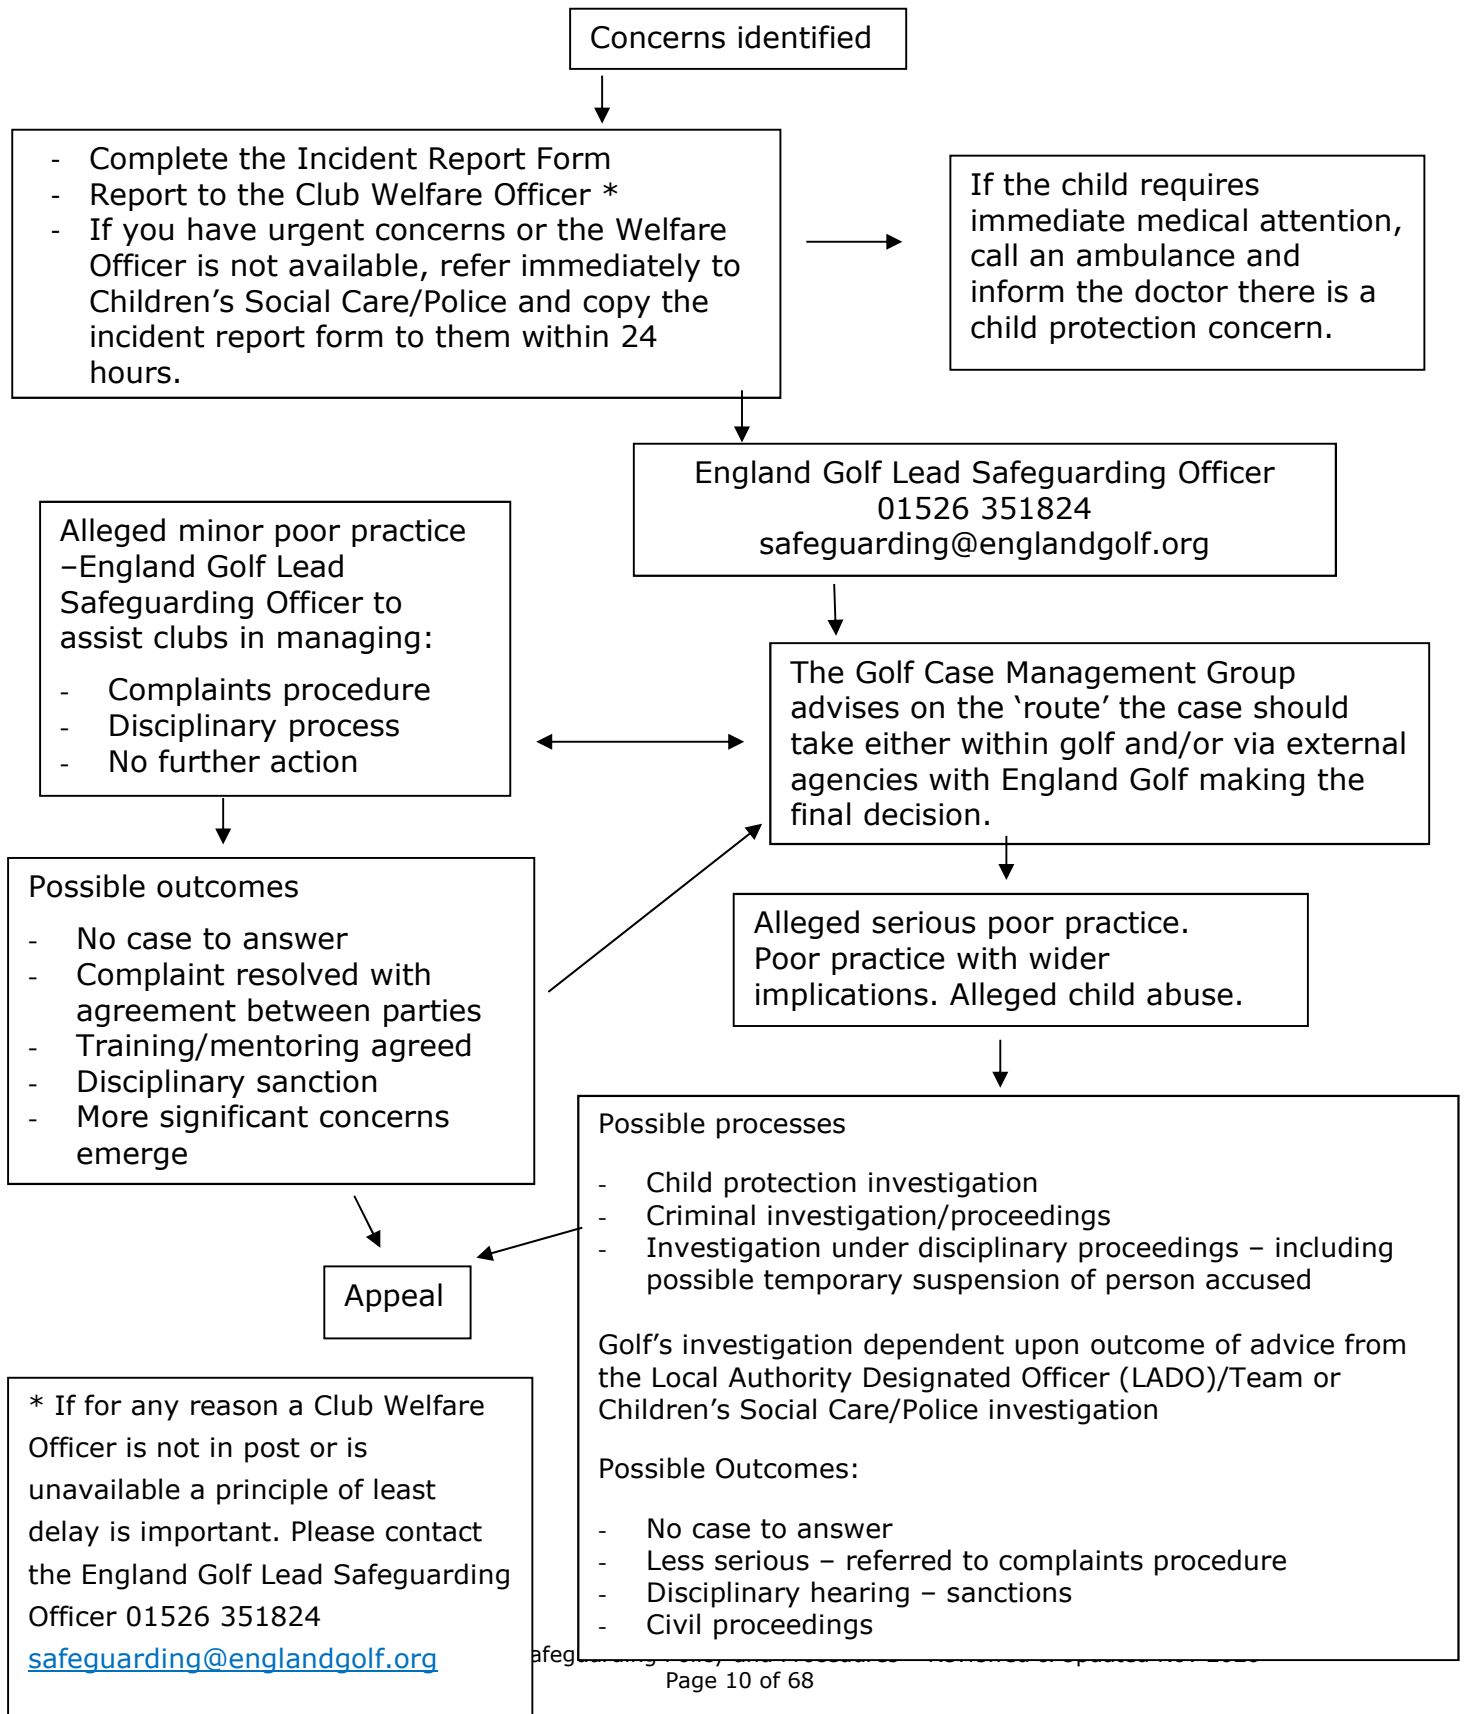 Concerns identified
- Complete the Incident Report Form
- Report to the Club Welfare Officer *
- If you have urgent concerns or the Welfare
Officer is not available, refer immediately to
Children’s Social Care/Police and copy the
incident report form to them within 24
hours.
If the child requires
immediate medical attention,
call an ambulance and
inform the doctor there is a
child protection concern.
England Golf Lead Safeguarding Officer
01526 351824
safeguarding@englandgolf.org
Alleged minor poor practice
–England Golf Lead
Safeguarding Officer to
assist clubs in managing:
- Complaints procedure
- Disciplinary process
- No further action
The Golf Case Management Group
advises on the ‘route’ the case should
take either within golf and/or via external
agencies with England Golf making the
final decision.
Possible outcomes
- No case to answer
- Complaint resolved with
agreement between parties
- Training/mentoring agreed
- Disciplinary sanction
- More significant concerns
emerge
Alleged serious poor practice.
Poor practice with wider
implications. Alleged child abuse.
Possible processes
- Child protection investigation
- Criminal investigation/proceedings
- Investigation under disciplinary proceedings – including
possible temporary suspension of person accused
Golf’s investigation dependent upon outcome of advice from
the Local Authority Designated Officer (LADO)/Team or
Children’s Social Care/Police investigation
Possible Outcomes:
- No case to answer
- Less serious – referred to complaints procedure
- Disciplinary hearing – sanctions
- Civil proceedings
Appeal
* If for any reason a Club Welfare
Officer is not in post or is
unavailable a principle of least
delay is important. Please contact
the England Golf Lead Safeguarding
Officer 01526 351824
safeguarding@englandgolf.org
Page 10 of 68